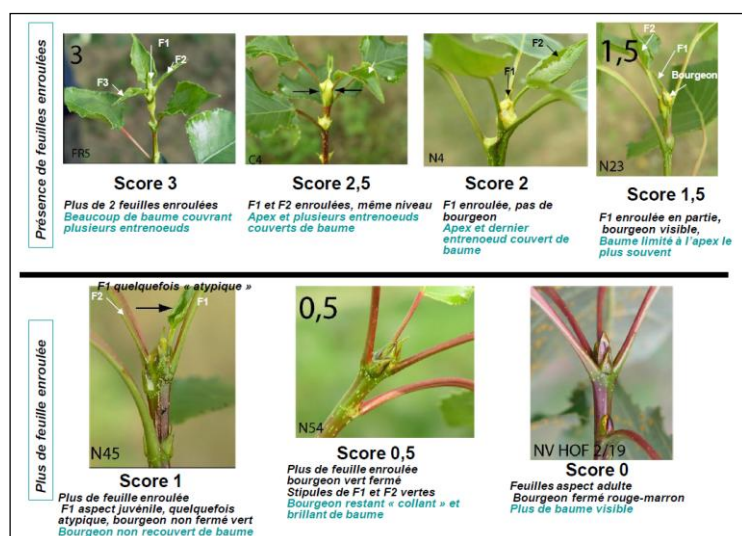 Présence de feuilles enroulées
3
F1
F2
F3
FR5
Score 3
Plus de 2 feuilles enroulées
Beaucoup de baume couvrant
plusieurs entrenoeuds
C4
Score 2,5
F1 et F2 enroulées, même niveau
Apex et plusieurs entrenoeuds
couverts de baume
2
F2
F1
N4
Score 2
F1 enroulée, pas de
bourgeon
Apex et dernier
entrenoeud couvert de
baume
1,5
F2
F1
Bourgeon
N23
Score 1,5
F1 enroulée en partie,
bourgeon visible,
Baume limité à l'apex le
plus souvent
Plus de feuille enroulée
F1 quelquefois « atypique »
F2
F1
N45
Score 1
Plus de feuille enroulée
F1 aspect juvénile, quelquefois
atypique, bourgeon non fermé vert
Bourgeon non recouvert de baume
0,5
N54
Score 0,5
Plus de feuille enroulée
bourgeon vert fermé
Stipules de F1 et F2 vertes
Bourgeon restant « collant » et
brillant de baume
NV HOF 2/19
Score 0
Feuilles aspect adulte
Bourgeon fermé rouge-marron
Plus de baume visible